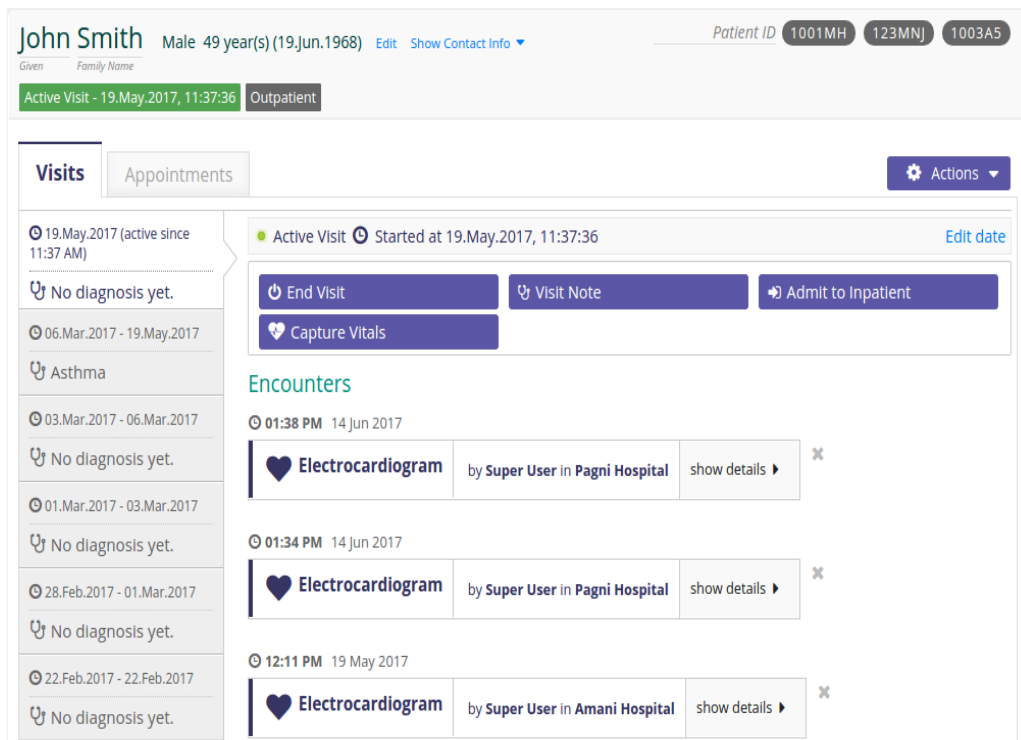 John Smith Male 49 year(s) (19.Jun.1968) Edit Show Contact Info
Given Family Name
Patient ID 1001MH 123MNJ 1003A5
Active Visit - 19.May.2017, 11:37:36 Outpatient
Visits Appointments
Actions
19.May.2017 (active since
11:37 AM)
No diagnosis yet.
06.Mar.2017 - 19.May.2017
Asthma
03.Mar.2017 - 06.Mar.2017
No diagnosis yet.
01.Mar.2017 - 03.Mar.2017
No diagnosis yet.
28.Feb.2017 - 01.Mar.2017
No diagnosis yet.
22.Feb.2017 - 22.Feb.2017
No diagnosis yet.
Active Visit Started at 19.May.2017, 11:37:36 Edit date
End Visit Visit Note Admit to Inpatient
Capture Vitals
Encounters
01:38 PM 14 Jun 2017
Electrocardiogram by Super User in Pagni Hospital show details
01:34 PM 14 Jun 2017
Electrocardiogram by Super User in Pagni Hospital show details
12:11 PM 19 May 2017
Electrocardiogram by Super User in Amani Hospital show details